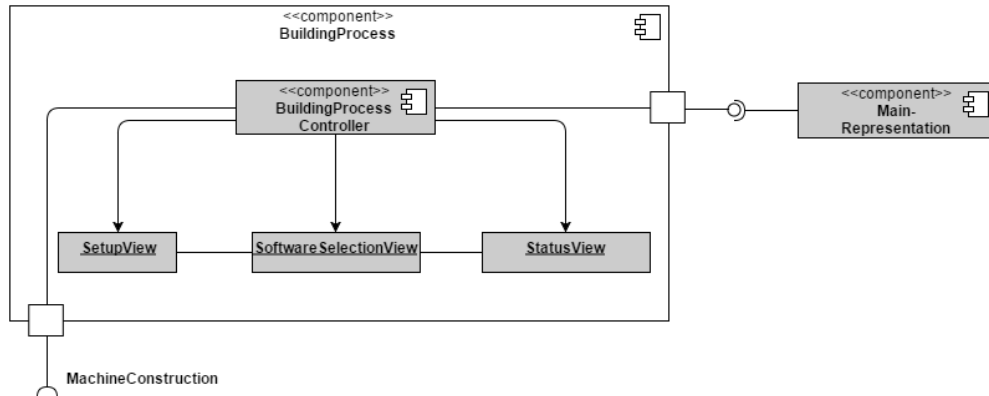 <<component>>
BuildingProcess
<<component>>
BuildingProcess
Controller
<<component>>
Main-
Representation
SetupView
SoftwareSelectionView
StatusView
MachineConstruction